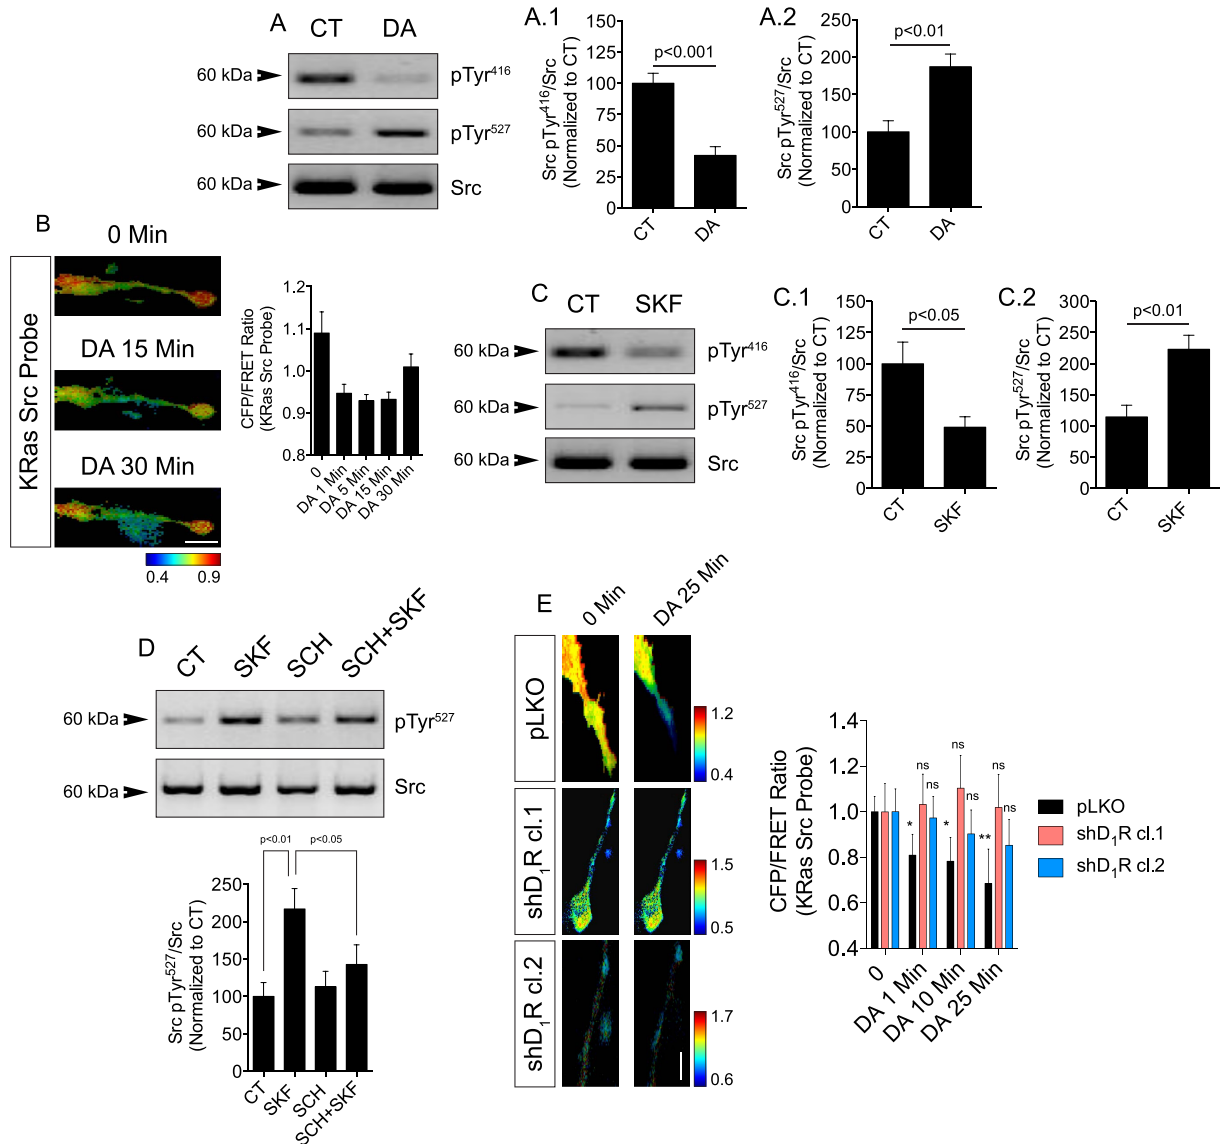 A
CT DA
60 kDa pTyr⁴¹⁶
60 kDa pTyr⁵²⁷
60 kDa Src
A.1
Src pTyr⁴¹⁶/Src
(Normalized to CT)
150
125
100
75
50
25
0
p<0.001
CT DA
A.2
Src pTyr⁵²⁷/Src
(Normalized to CT)
250
200
150
100
50
0
p<0.01
CT DA
B
KRas Src Probe
0 Min
DA 15 Min
DA 30 Min
0.4 0.9
CFP/FRET Ratio
(KRas Src Probe)
1.2
1.1
1.0
0.9
0.8
0
DA 1 Min
DA 5 Min
DA 15 Min
DA 30 Min
C
CT SKF
60 kDa pTyr⁴¹⁶
60 kDa pTyr⁵²⁷
60 kDa Src
C.1
Src pTyr⁴¹⁶/Src
(Normalized to CT)
150
125
100
75
50
25
0
p<0.05
CT SKF
C.2
Src pTyr⁵²⁷/Src
(Normalized to CT)
300
250
200
150
100
50
0
p<0.01
CT SKF
D
CT SKF SCH SCH+SKF
60 kDa pTyr⁵²⁷
60 kDa Src
p<0.01 p<0.05
Src pTyr⁵²⁷/Src
(Normalized to CT)
250
200
150
100
50
0
CT SKF SCH SCH+SKF
E
0 Min DA 25 Min
pLKO
1.2
0.4
shD₁R cl.1
1.5
0.5
shD₁R cl.2
1.7
0.6
CFP/FRET Ratio
(KRas Src Probe)
1.4
1.2
1.0
0.8
0.6
0.4
* ns ns
* ns ns
** ns ns
0
DA 1 Min
DA 10 Min
DA 25 Min
pLKO
shD₁R cl.1
shD₁R cl.2